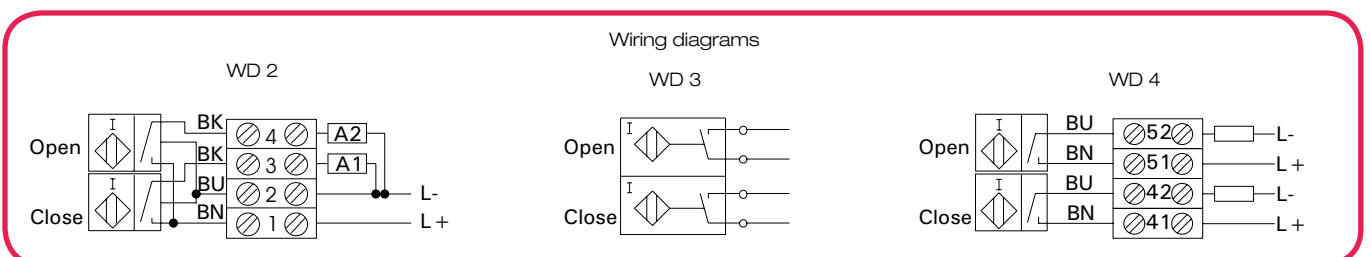 Wiring diagrams
WD 2
WD 3
WD 4
Open
Close
I
I
BK
BK
BU
BN
4
3
2
1
A2
A1
L-
L+
Open
Close
I
I
Open
Close
I
I
BU
BN
BU
BN
52
51
42
41
L-
L+
L-
L+